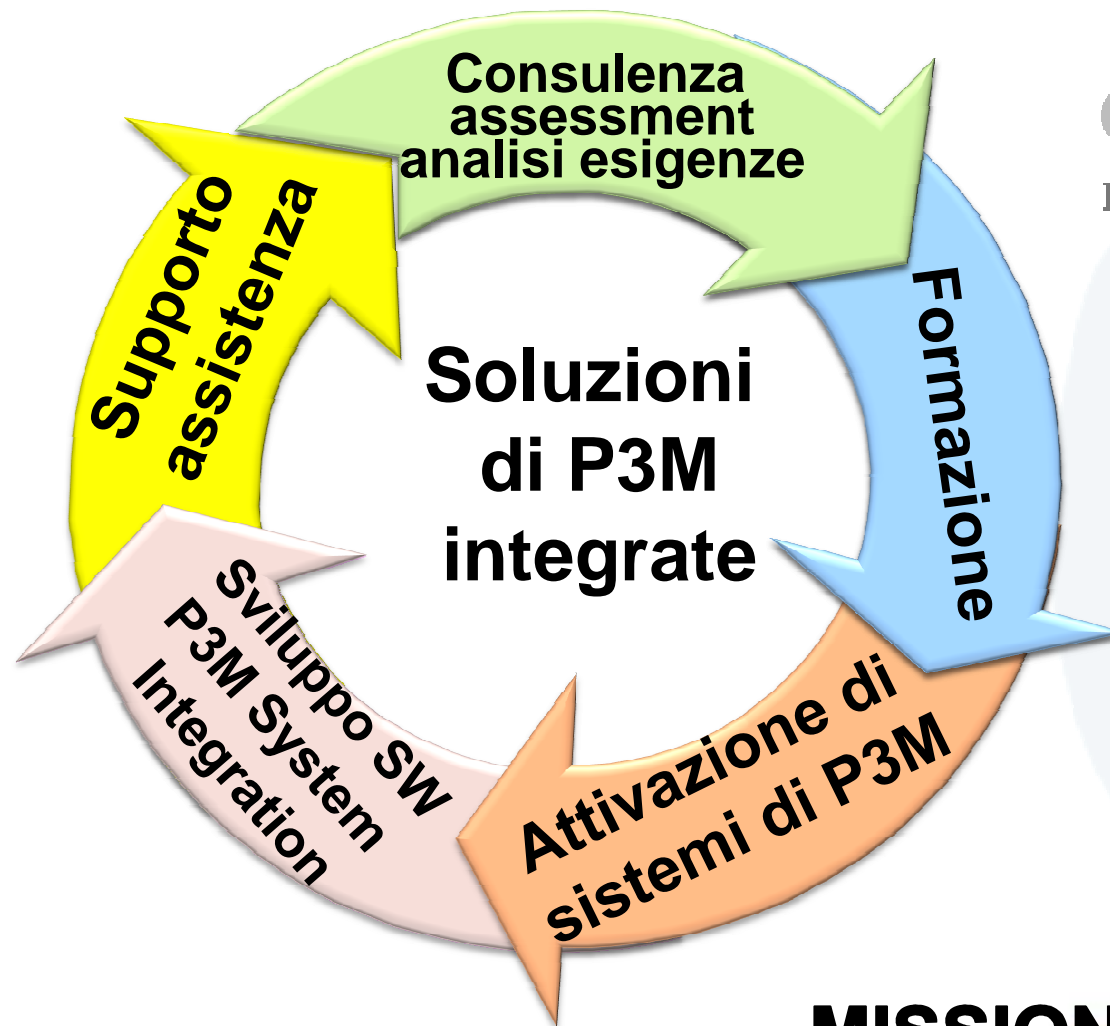 Consulenza
assessment
analisi esigenze
Formazione
Attivazione di
sistemi di P3M
Sviluppo SW
P3M System
Integration
Supporto
assistenza
Soluzioni
di P3M
integrate
MISSION